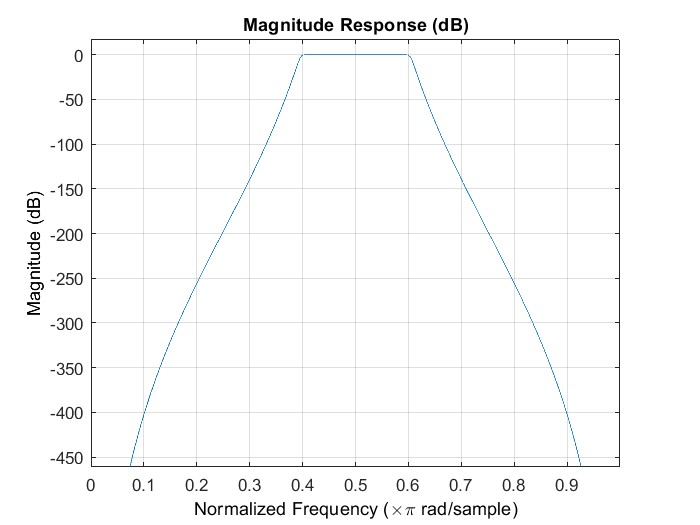 Magnitude Response (dB)
Magnitude (dB)
0
-50
-100
-150
-200
-250
-300
-350
-400
-450
0 0.1 0.2 0.3 0.4 0.5 0.6 0.7 0.8 0.9
Normalized Frequency (×π rad/sample)